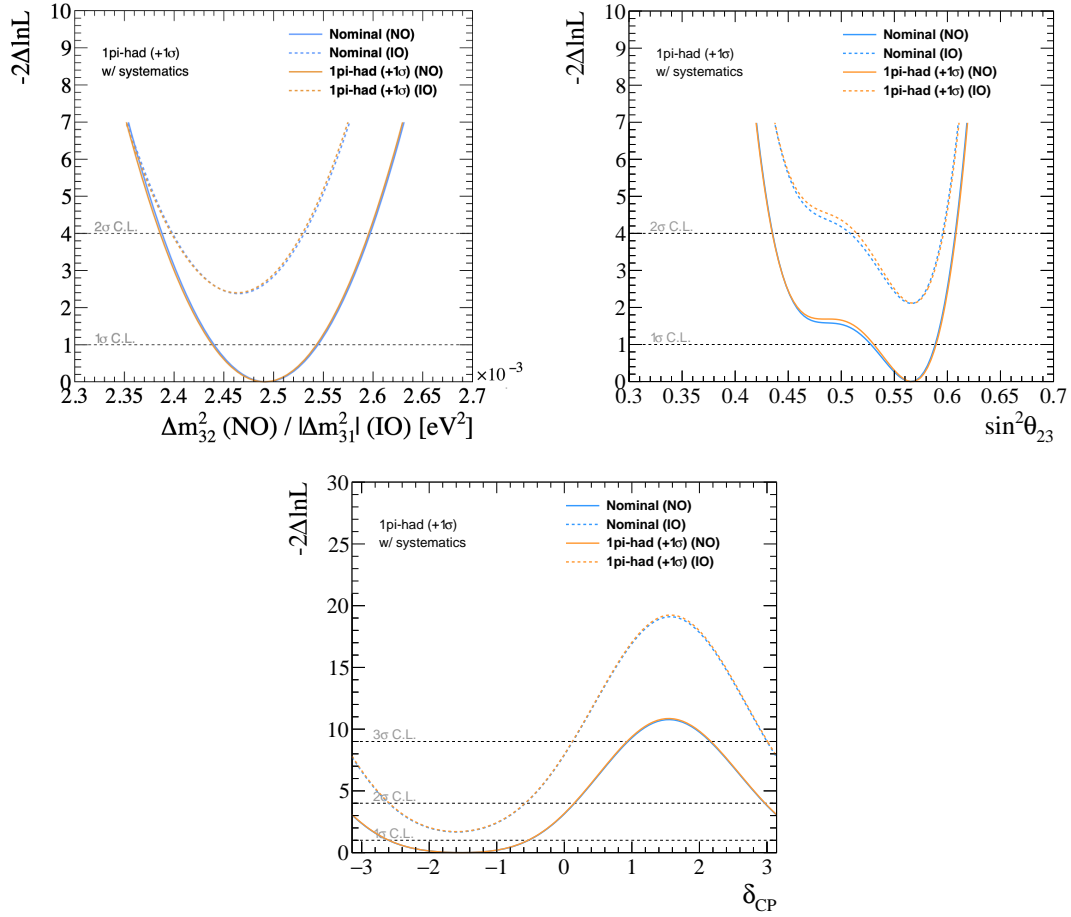 -2ΔlnL
10
9
8
7
6
5
4
3
2
1
0
1pi-had (+1σ)
w/ systematics
Nominal (NO)
Nominal (IO)
1pi-had (+1σ) (NO)
1pi-had (+1σ) (IO)
2σ C.L.
1σ C.L.
2.3 2.35 2.4 2.45 2.5 2.55 2.6 2.65 2.7
×10⁻³
Δm²₃₂ (NO) / |Δm²₃₁| (IO) [eV²]
-2ΔlnL
10
9
8
7
6
5
4
3
2
1
0
1pi-had (+1σ)
w/ systematics
Nominal (NO)
Nominal (IO)
1pi-had (+1σ) (NO)
1pi-had (+1σ) (IO)
2σ C.L.
1σ C.L.
0.3 0.35 0.4 0.45 0.5 0.55 0.6 0.65 0.7
sin²θ₂₃
-2ΔlnL
30
25
20
15
10
5
0
1pi-had (+1σ)
w/ systematics
Nominal (NO)
Nominal (IO)
1pi-had (+1σ) (NO)
1pi-had (+1σ) (IO)
3σ C.L.
2σ C.L.
1σ C.L.
−3 −2 −1 0 1 2 3
δCP